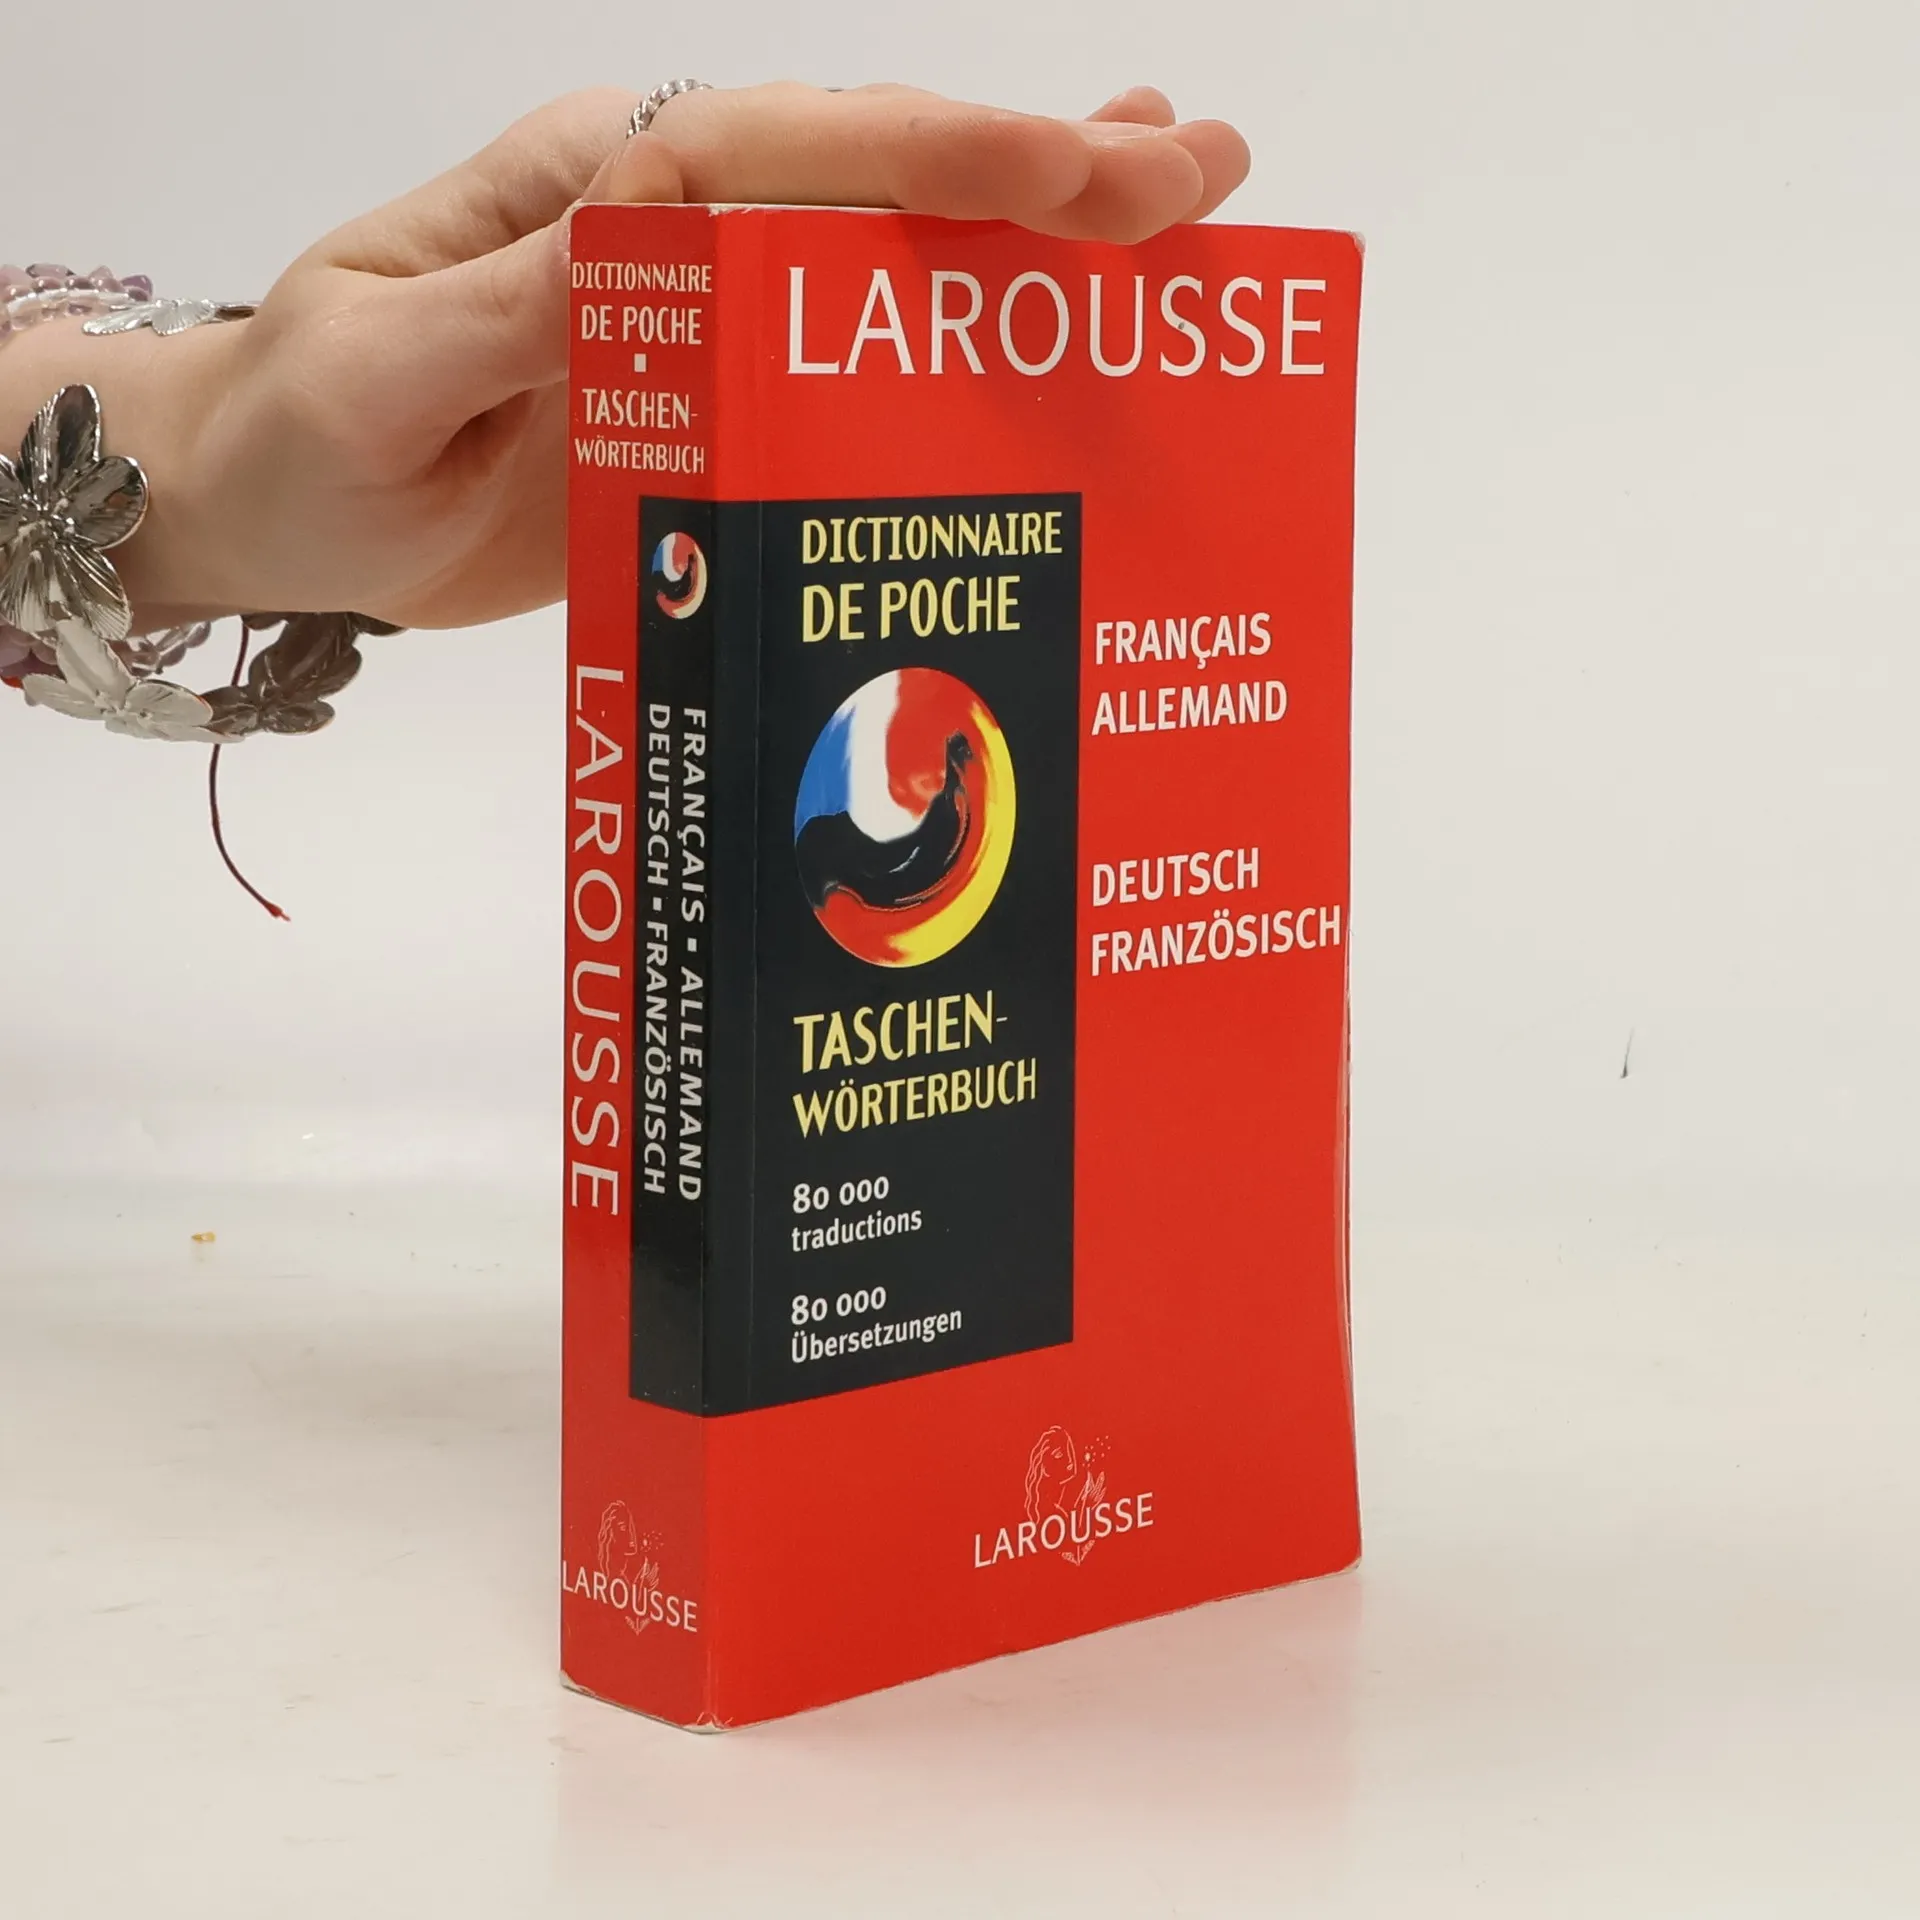 DICTIONNAIRE
DE POCHE
TASCHEN-
WÖRTERBUCH
LAROUSSE
FRANÇAIS ▪ ALLEMAND
DEUTSCH ▪ FRANZÖSISCH
LAROUSSE
LAROUSSE
DICTIONNAIRE
DE POCHE
FRANÇAIS
ALLEMAND
DEUTSCH
FRANZÖSISCH
TASCHEN-
WÖRTERBUCH
80 000
traductions
80 000
Übersetzungen
LAROUSSE